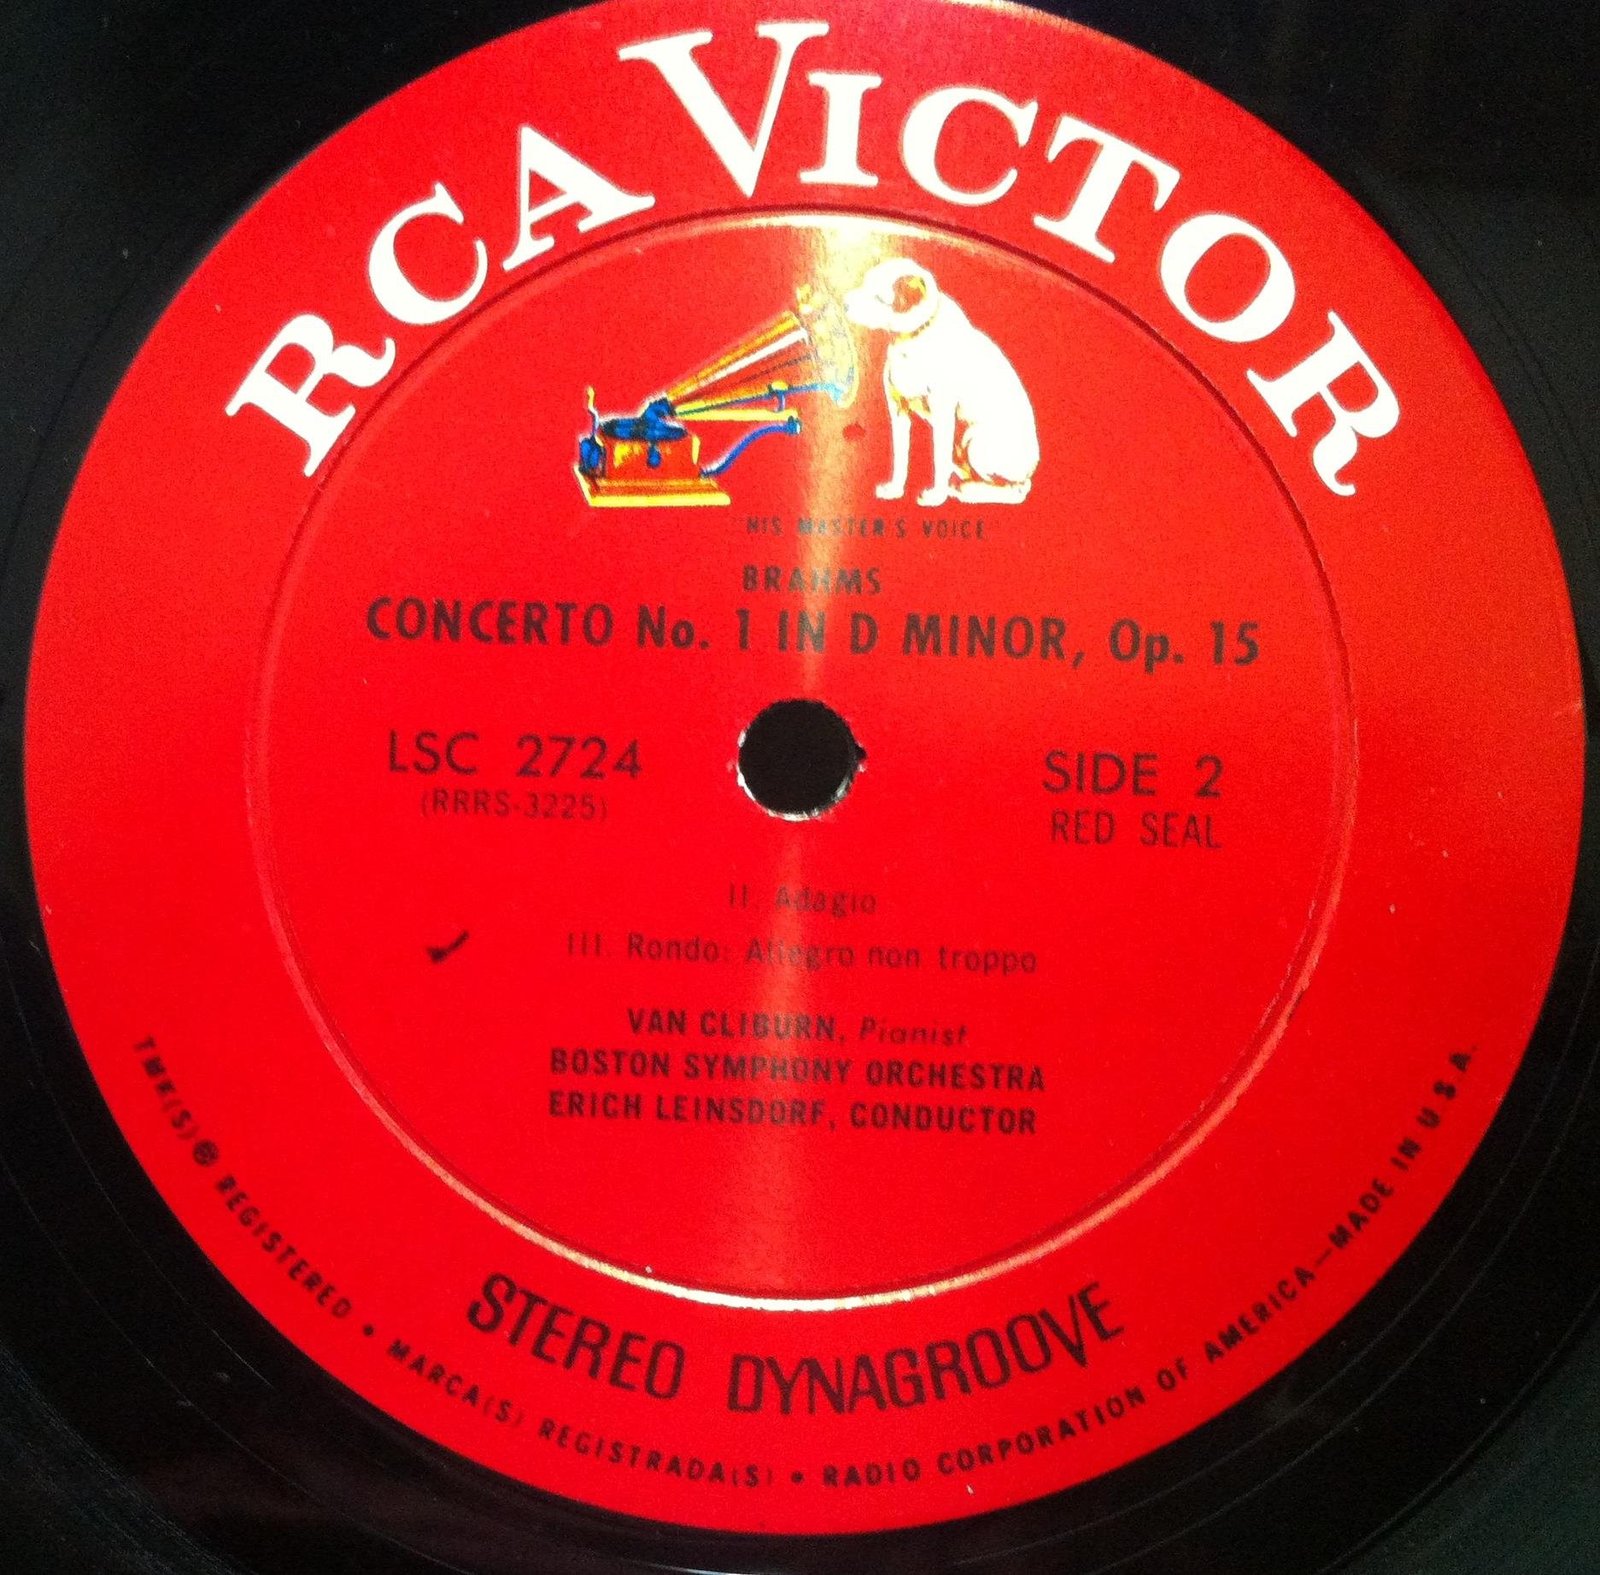 RCA VICTOR
"HIS MASTER'S VOICE"
BRAHMS
CONCERTO No. 1 IN D MINOR, Op. 15
LSC 2724
(RRRS-3225)
SIDE 2
RED SEAL
II. Adagio
III. Rondo: Allegro non troppo
VAN CLIBURN, Pianist
BOSTON SYMPHONY ORCHESTRA
ERICH LEINSDORF, CONDUCTOR
STEREO DYNAGROOVE
TMK(S) ® REGISTERED • MARCA(S) REGISTRADA(S) • RADIO CORPORATION OF AMERICA—MADE IN U.S.A.